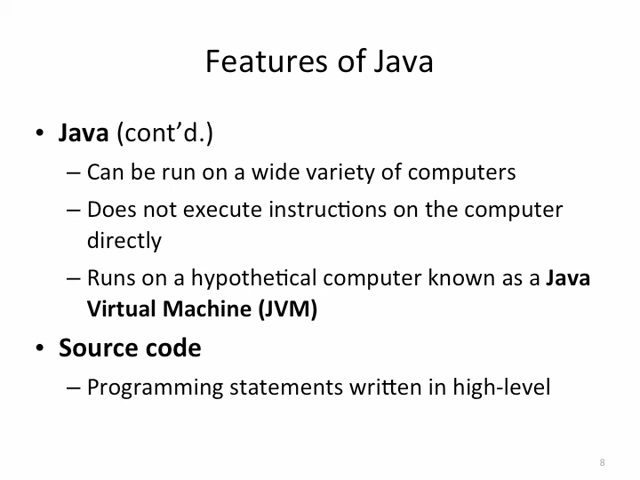 Features of Java
• Java (cont'd.)
– Can be run on a wide variety of computers
– Does not execute instructions on the computer
directly
– Runs on a hypothetical computer known as a Java
Virtual Machine (JVM)
• Source code
– Programming statements written in high-level
8